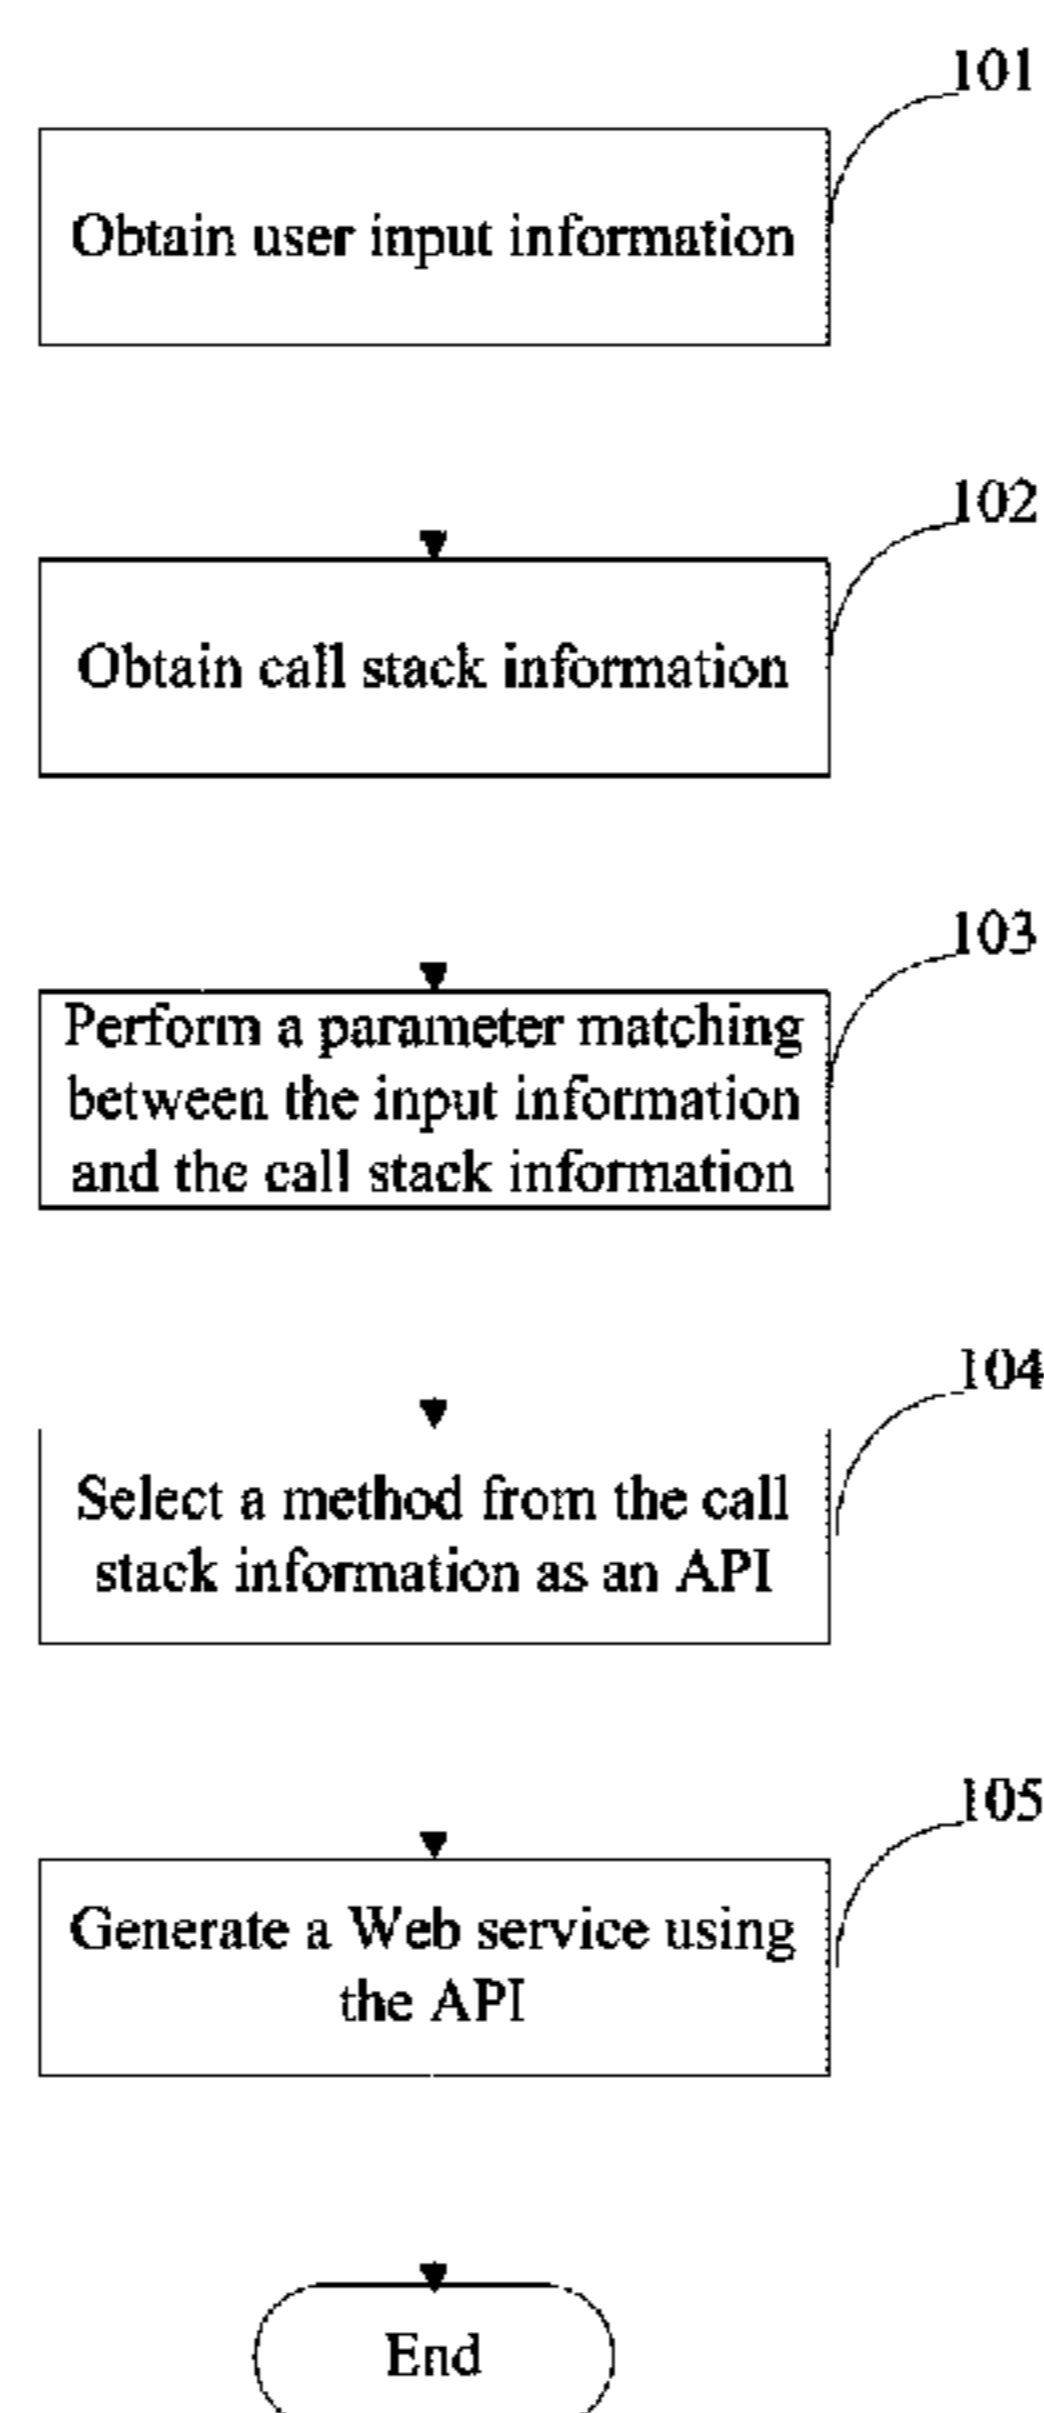 101
Obtain user input information
102
Obtain call stack information
103
Perform a parameter matching
between the input information
and the call stack information
104
Select a method from the call
stack information as an API
105
Generate a Web service using
the API
End